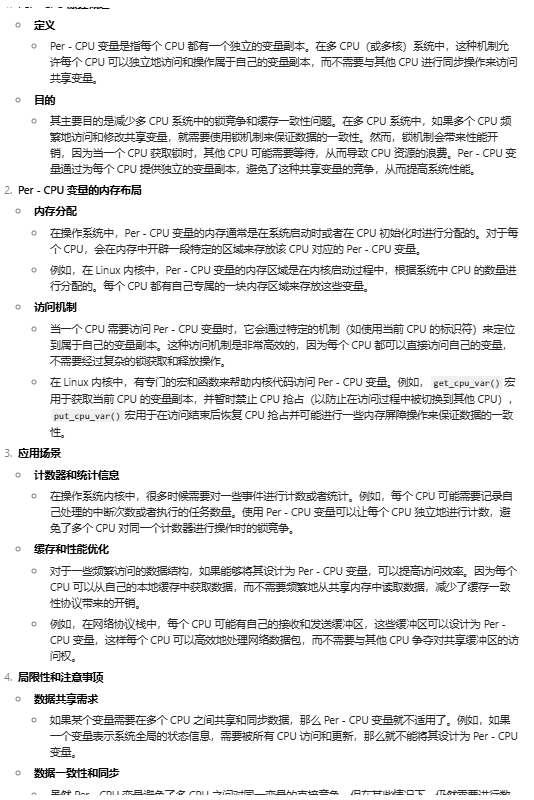 定义
Per - CPU 变量是指每个 CPU 都有一个独立的变量副本。在多 CPU（或多核）系统中，这种机制允
许每个 CPU 可以独立地访问和操作属于自己的变量副本，而不需要与其他 CPU 进行同步操作来访问
共享变量。
目的
其主要目的是减少多 CPU 系统中的锁竞争和缓存一致性问题。在多 CPU 系统中，如果多个 CPU 频
繁地访问和修改共享变量，就需要使用锁机制来保证数据的一致性。然而，锁机制会带来性能开
销，因为当一个 CPU 获取锁时，其他 CPU 可能需要等待，从而导致 CPU 资源的浪费。Per - CPU 变
量通过为每个 CPU 提供独立的变量副本，避免了这种共享变量的竞争，从而提高系统性能。
2. Per - CPU 变量的内存布局
内存分配
在操作系统中，Per - CPU 变量的内存通常是在系统启动时或者在 CPU 初始化时进行分配的。对于每
个 CPU，会在内存中开辟一段特定的区域来存放该 CPU 对应的 Per - CPU 变量。
例如，在 Linux 内核中，Per - CPU 变量的内存区域是在内核启动过程中，根据系统中 CPU 的数量进
行分配的。每个 CPU 都有自己专属的一块内存区域来存放这些变量。
访问机制
当一个 CPU 需要访问 Per - CPU 变量时，它会通过特定的机制（如使用当前 CPU 的标识符）来定位
到属于自己的变量副本。这种访问机制是非常高效的，因为每个 CPU 都可以直接访问自己的变量，
不需要经过复杂的锁获取和释放操作。
在 Linux 内核中，有专门的宏和函数来帮助内核代码访问 Per - CPU 变量。例如，get_cpu_var() 宏
用于获取当前 CPU 的变量副本，并暂时禁止 CPU 抢占（以防止在访问过程中被切换到其他 CPU），
put_cpu_var() 宏用于在访问结束后恢复 CPU 抢占并可能进行一些内存屏障操作来保证数据的一致
性。
3. 应用场景
计数器和统计信息
在操作系统内核中，很多时候需要对一些事件进行计数或者统计。例如，每个 CPU 可能需要记录自
己处理的中断次数或者执行的任务数量。使用 Per - CPU 变量可以让每个 CPU 独立地进行计数，避
免了多个 CPU 对同一个计数器进行操作时的锁竞争。
缓存和性能优化
对于一些频繁访问的数据结构，如果能够将其设计为 Per - CPU 变量，可以提高访问效率。因为每个
CPU 可以从自己的本地缓存中获取数据，而不需要频繁地从共享内存中读取数据，减少了缓存一致
性协议带来的开销。
例如，在网络协议栈中，每个 CPU 可能有自己的接收和发送缓冲区，这些缓冲区可以设计为 Per -
CPU 变量，这样每个 CPU 可以高效地处理网络数据包，而不需要与其他 CPU 争夺对共享缓冲区的访
问权。
4. 局限性和注意事项
数据共享需求
如果某个变量需要在多个 CPU 之间共享和同步数据，那么 Per - CPU 变量就不适用了。例如，如果
一个变量表示系统全局的状态信息，需要被所有 CPU 访问和更新，那么就不能将其设计为 Per - CPU
变量。
数据一致性和同步